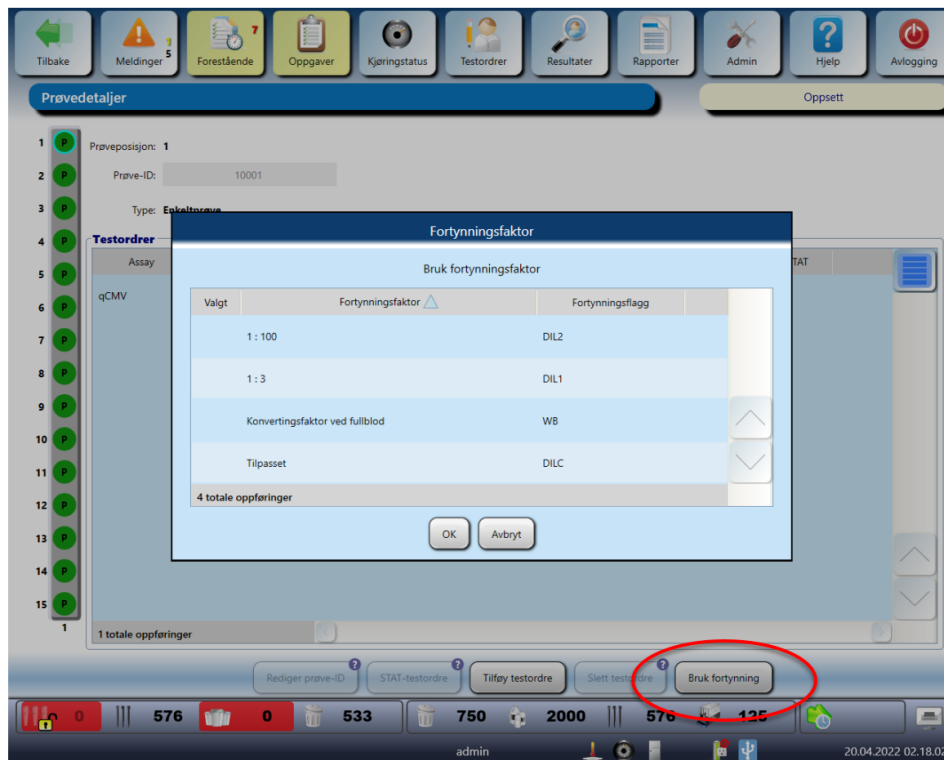 Tilbake
Meldinger 1 5
Forestående 7
Oppgaver
Kjøringstatus
Testordrer
Resultater
Rapporter
Admin
? Hjelp
Avlogging
Prøvedetaljer
Oppsett
1 P
2 P
3 P
4 P
5 P
6 P
7 P
8 P
9 P
10 P
11 P
12 P
13 P
14 P
15 P
1
Prøveposisjon: 1
Prøve-ID: 10001
Type: Enkeltprøve
Testordrer
Assay
TAT
qCMV
Fortynningsfaktor
Bruk fortynningsfaktor
Valgt Fortynningsfaktor Fortynningsflagg
1 : 100 DIL2
1 : 3 DIL1
Konvertingsfaktor ved fullblod WB
Tilpasset DILC
4 totale oppføringer
OK Avbryt
1 totale oppføringer
Rediger prøve-ID ? STAT-testordre ? Tilføy testordre Slett testordre ? Bruk fortynning
0 576 0 533 750 2000 576 125
admin 20.04.2022 02.18.02